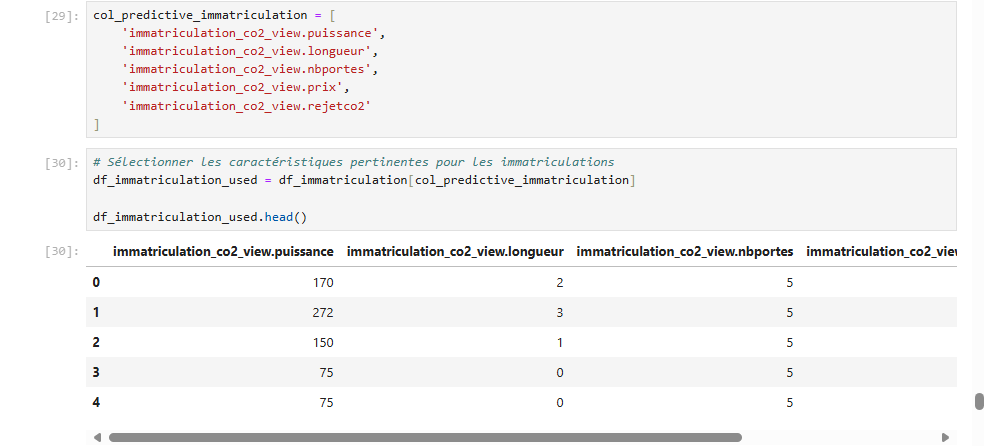 [29]: col_predictive_immatriculation = [
'immatriculation_co2_view.puissance',
'immatriculation_co2_view.longueur',
'immatriculation_co2_view.nbportes',
'immatriculation_co2_view.prix',
'immatriculation_co2_view.rejetco2'
]
[30]: # Sélectionner les caractéristiques pertinentes pour les immatriculations
df_immatriculation_used = df_immatriculation[col_predictive_immatriculation]
df_immatriculation_used.head()
[30]: immatriculation_co2_view.puissance immatriculation_co2_view.longueur immatriculation_co2_view.nbportes immatriculation_co2_view
0 170 2 5
1 272 3 5
2 150 1 5
3 75 0 5
4 75 0 5